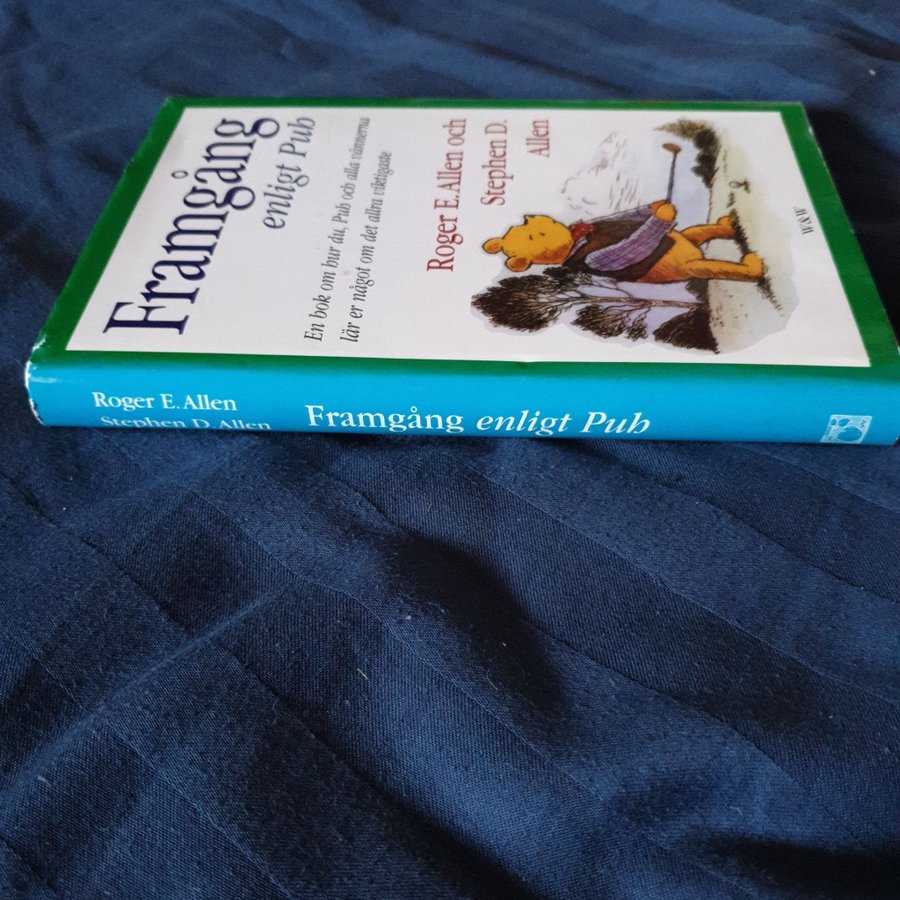 Framgång
enligt Puh
En bok om hur du, Puh och alla vännerna
lär er något om det allra viktigaste
Roger E. Allen och
Stephen D.
Allen
W&W
Roger E. Allen
Stephen D. Allen
Framgång enligt Puh